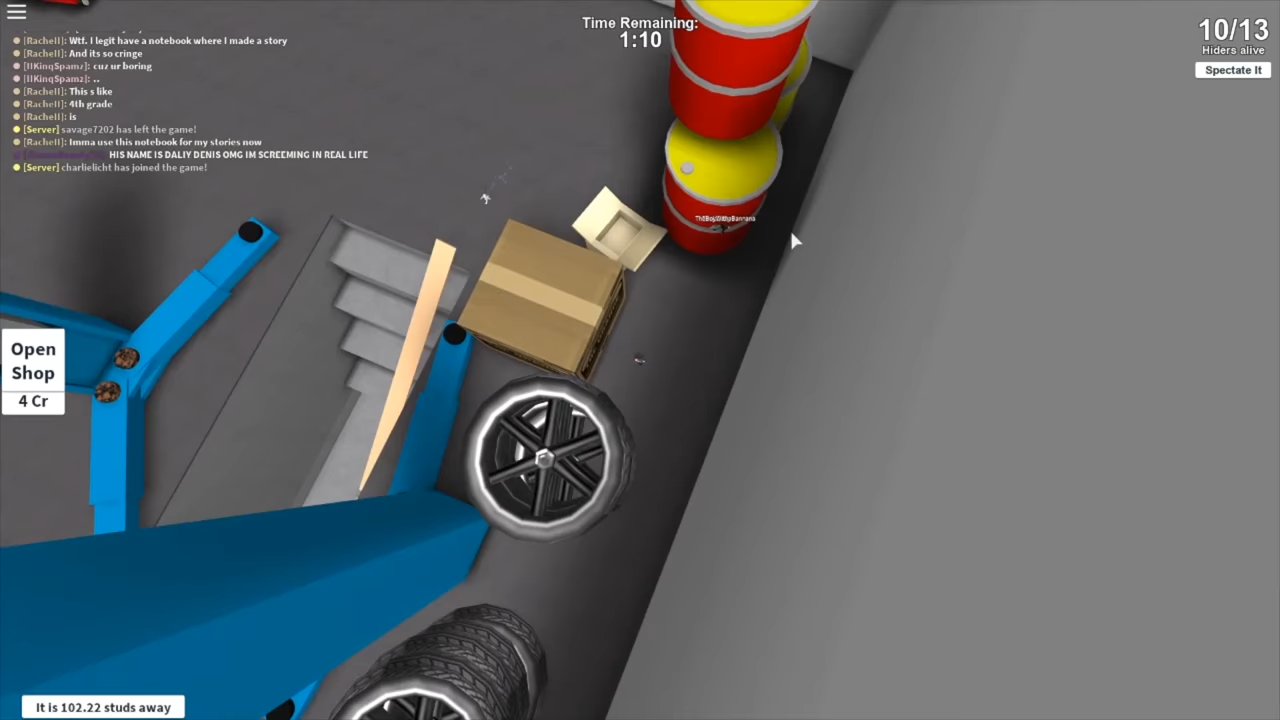 [Rachell]: Wtf. I legit have a notebook where I made a story
[Rachell]: And its so cringe
[IIKingSpamz]: cuz ur boring
[IIKingSpamz]: ..
[Rachell]: This s like
[Rachell]: 4th grade
[Rachell]: is
[Server] savage7202 has left the game!
[Rachell]: Imma use this notebook for my stories now
HIS NAME IS DALIY DENIS OMG IM SCREEMING IN REAL LIFE
[Server] charlielicht has joined the game!
Time Remaining:
1:10
10/13
Hiders alive
Spectate It
Open
Shop
4 Cr
It is 102.22 studs away